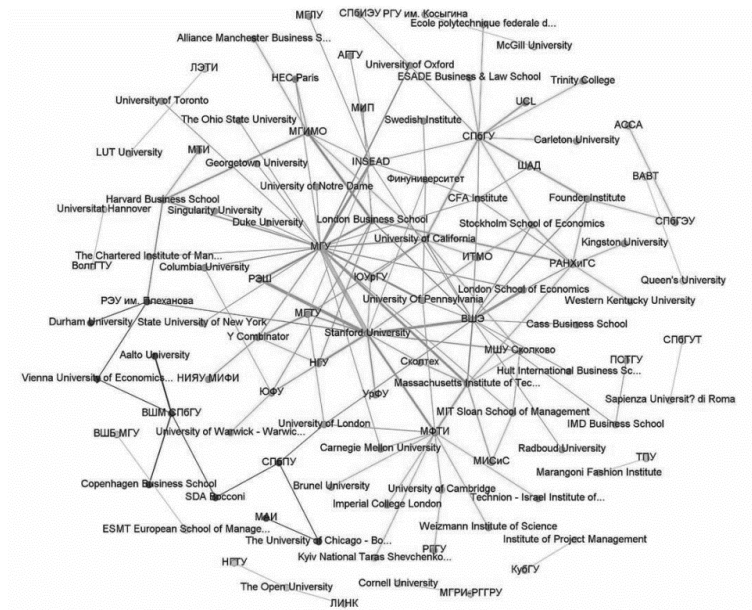 МГЛУ
СПбГЭУ
РГУ им. Косыгина
Ecole polytechnique federale d...
Alliance Manchester Business S...
McGill University
АГТУ
University of Oxford
ЛЭТИ
HEC Paris
ESADE Business & Law School
Trinity College
University of Toronto
МИП
UCL
The Ohio State University
Swedish Institute
АССА
МГИМО
СПбГУ
Carleton University
LUT University
МТИ
Georgetown University
INSEAD
ШАД
Финуниверситет
ВАВТ
University of Notre Dame
Harvard Business School
CFA Institute
Founder Institute
Universitat Hannover
Singularity University
London Business School
Duke University
Stockholm School of Economics
СПбГЭУ
МГУ
University of California
Kingston University
The Chartered Institute of Man...
ВолгГТУ
Columbia University
ИТМО
РАНХиГС
РЭШ
ЮУрГУ
Queen's University
London School of Economics
РЭУ им. Плеханова
University Of Pennsylvania
Western Kentucky University
Durham University
State University of New York
МГТУ
ВШЭ
Cass Business School
Stanford University
Y Combinator
СПбГУТ
Aalto University
МШУ Сколково
НГУ
Сколтех
ПСТГУ
Hult International Business Sc...
Vienna University of Economics...
НИЯУ МИФИ
Massachusetts Institute of Tec...
ЮФУ
УрФУ
Sapienza Universit? di Roma
ВШМ СПбГУ
MIT Sloan School of Management
ВШБ МГУ
University of Warwick - Warwic...
University of London
МФТИ
IMD Business School
Carnegie Mellon University
Radboud University
СПбПУ
МИСиС
ТПУ
Marangoni Fashion Institute
Copenhagen Business School
Brunel University
University of Cambridge
SDA Bocconi
Technion - Israel Institute of...
Imperial College London
МАИ
ESMT European School of Manage...
Weizmann Institute of Science
The University of Chicago - Bo...
Institute of Project Management
Kyiv National Taras Shevchenko...
РГГУ
НГТУ
КубГУ
Cornell University
The Open University
МГРИ-РГГРУ
ЛИНК